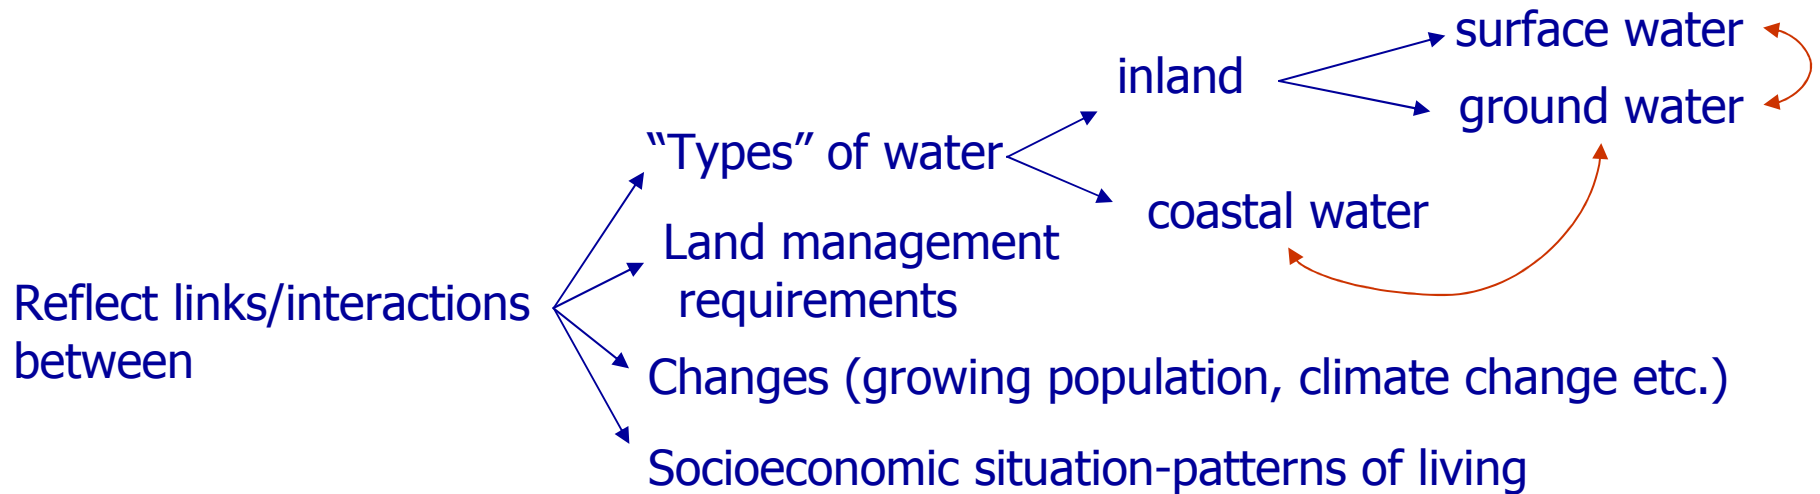 surface water
inland
ground water
“Types” of water
coastal water
Land management
requirements
Reflect links/interactions
between
Changes (growing population, climate change etc.)
Socioeconomic situation-patterns of living